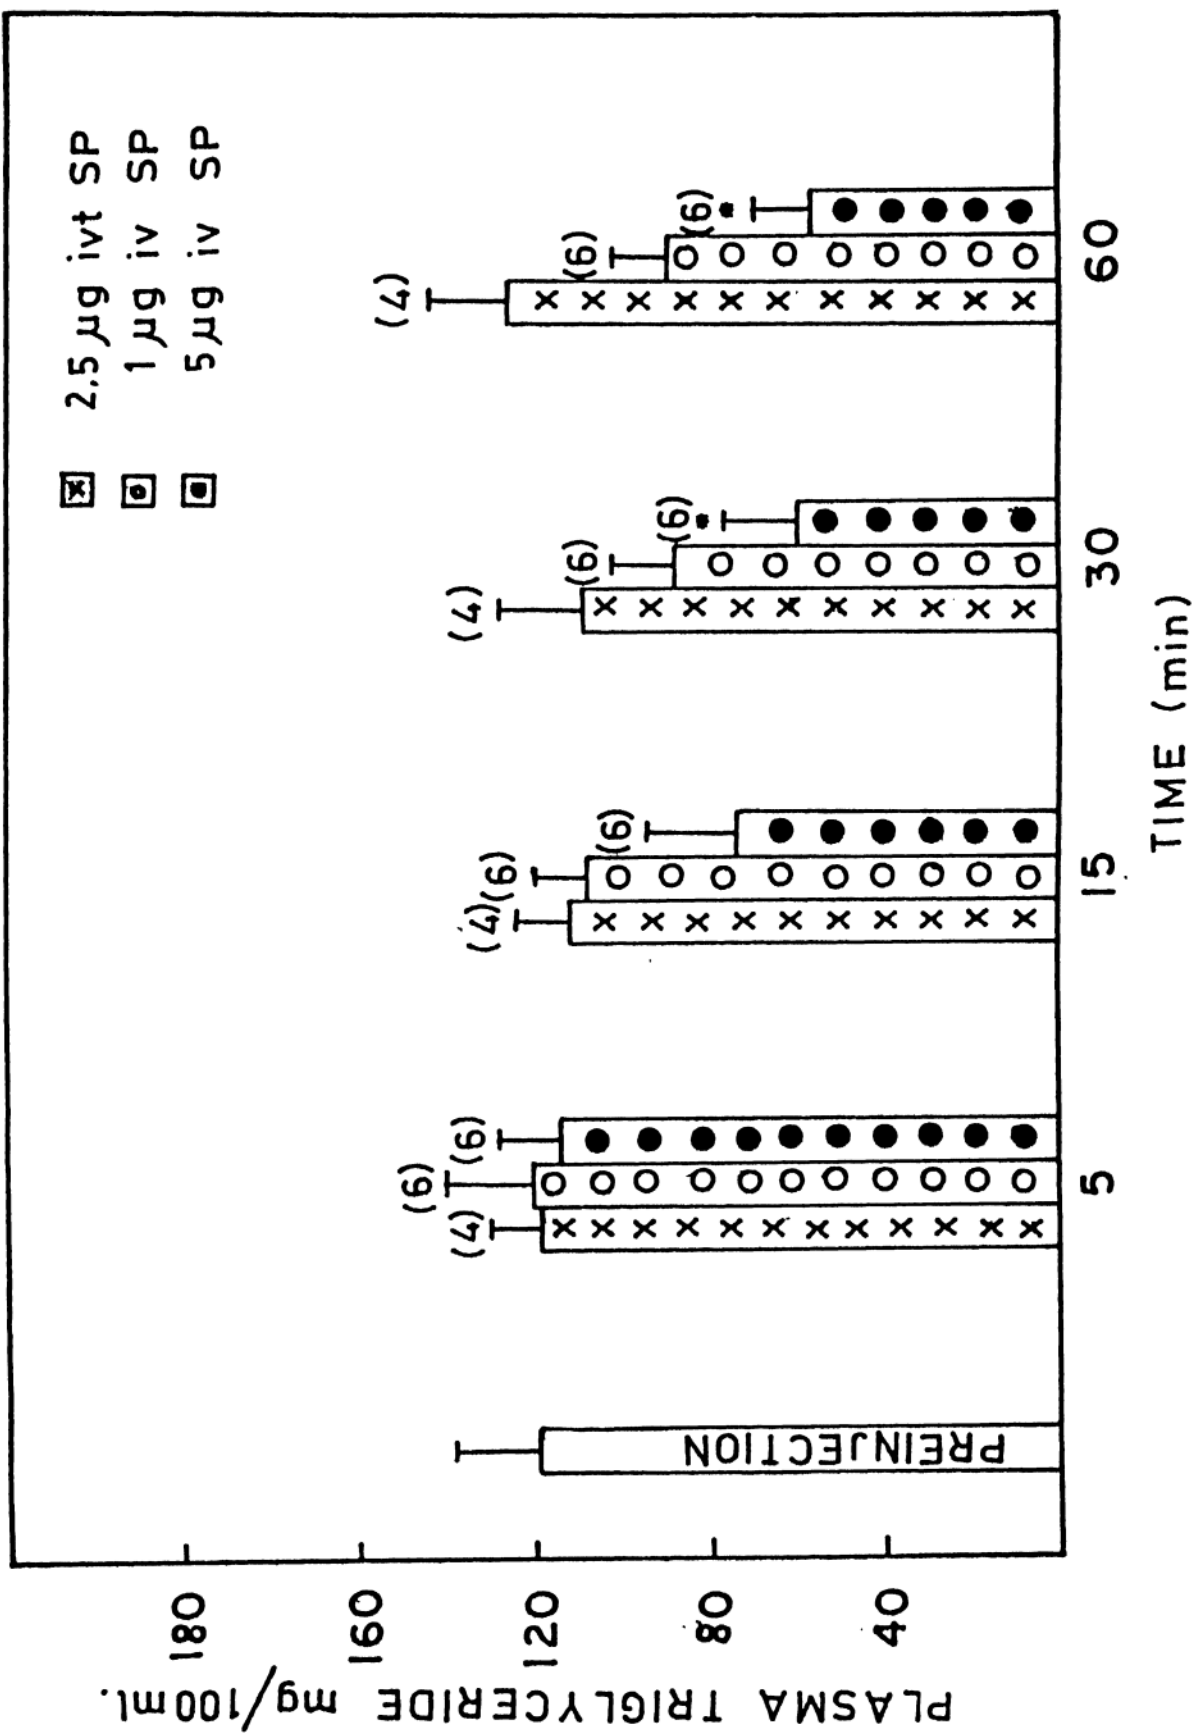 PLASMA TRIGLYCERIDE mg/100ml.
180
160
120
80
40
2,5 µg ivt SP
1 µg iv SP
5 µg iv SP
PREINJECTION
(4) (6) (6)
(4) (6) (6)
(4) (6) (6)*
(4) (6) (6)*
5 15 30 60
TIME (min)